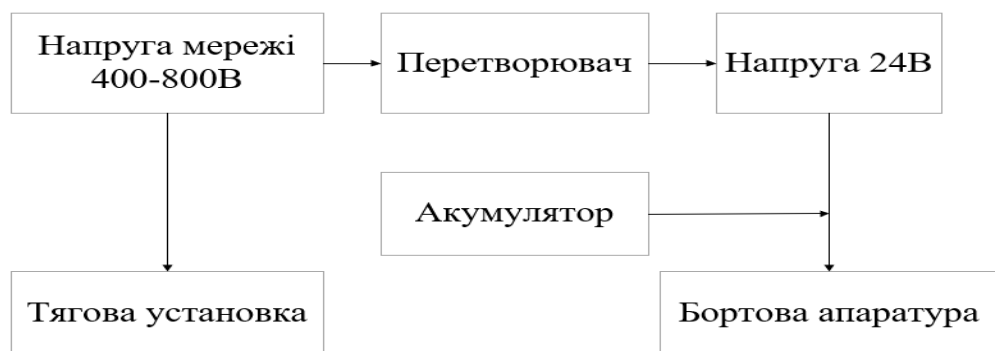 Напруга мережі
400-800В
Перетворювач
Напруга 24В
Акумулятор
Тягова установка
Бортова апаратура